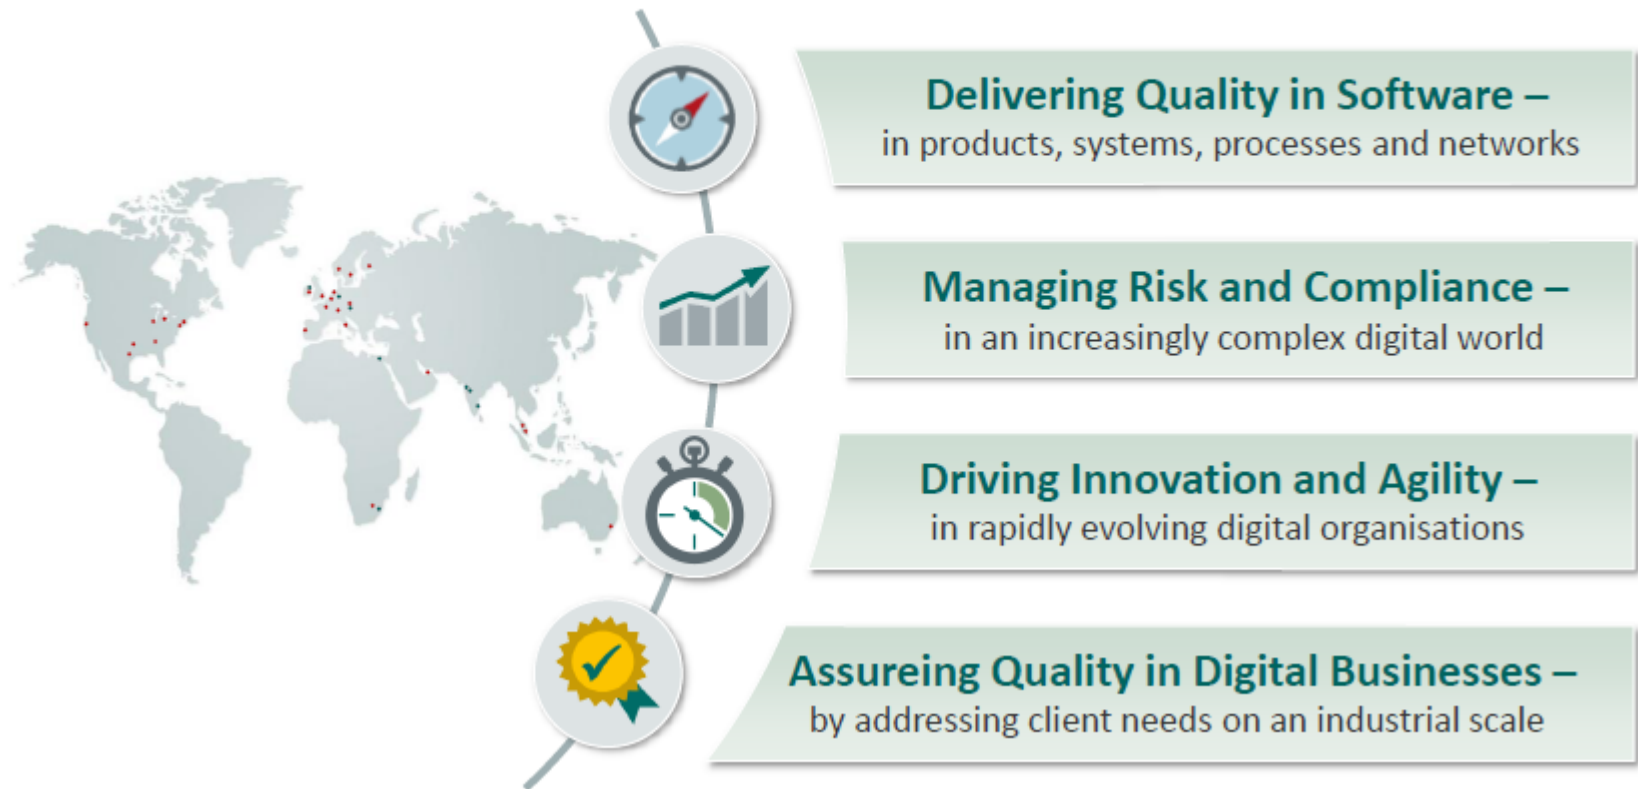 Delivering Quality in Software –
in products, systems, processes and networks
Managing Risk and Compliance –
in an increasingly complex digital world
Driving Innovation and Agility –
in rapidly evolving digital organisations
Assureing Quality in Digital Businesses –
by addressing client needs on an industrial scale